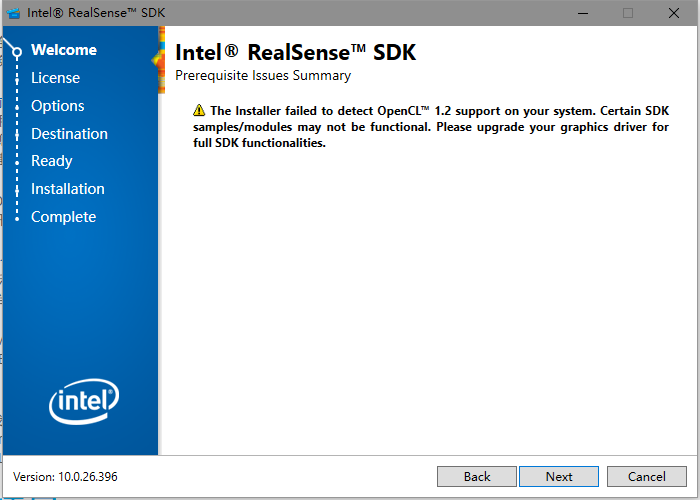 Intel® RealSense™ SDK
Welcome
License
Options
Destination
Ready
Installation
Complete
intel®
Intel® RealSense™ SDK
Prerequisite Issues Summary
The Installer failed to detect OpenCL™ 1.2 support on your system. Certain SDK
samples/modules may not be functional. Please upgrade your graphics driver for
full SDK functionalities.
Version: 10.0.26.396
Back
Next
Cancel